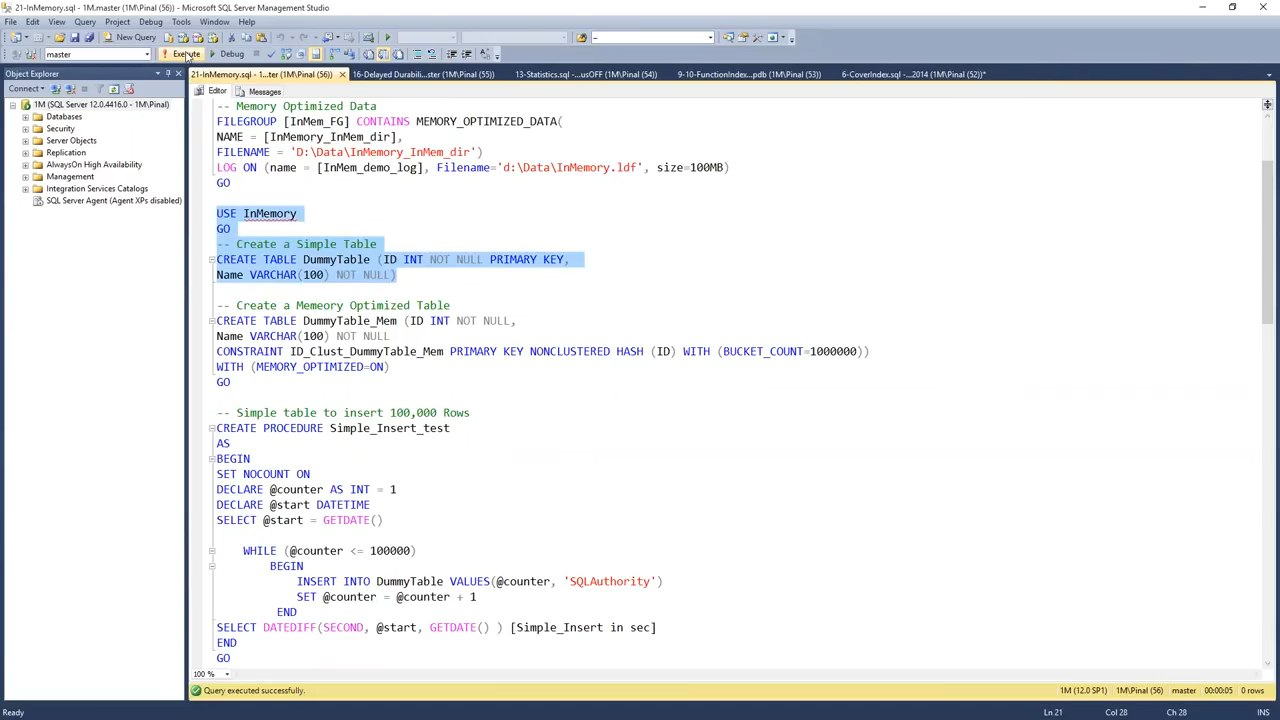 21-InMemory.sql - 1M.master (1M\Pinal (56)) - Microsoft SQL Server Management Studio
File Edit View Query Project Debug Tools Window Help
New Query
master Execute Debug
Object Explorer
21-InMemory.sql - 1...ter (1M\Pinal (56)) 16-Delayed Durabili...ster (1M\Pinal (55)) 13-Statistics.sql -...usOFF (1M\Pinal (54)) 9-10-FunctionIndex...pdb (1M\Pinal (53)) 6-CoverIndex.sq -...2014 (1M\Pinal (52))*
Connect
Editor Messages
1M (SQL Server 12.0.4416.0 - 1M\Pinal)
Databases
Security
Server Objects
Replication
AlwaysOn High Availability
Management
Integration Services Catalogs
SQL Server Agent (Agent XPs disabled)
-- Memory Optimized Data
FILEGROUP [InMem_FG] CONTAINS MEMORY_OPTIMIZED_DATA(
NAME = [InMemory_InMem_dir],
FILENAME = 'D:\Data\InMemory_InMem_dir')
LOG ON (name = [InMem_demo_log], Filename='d:\Data\InMemory.ldf', size=100MB)
GO
USE InMemory
GO
-- Create a Simple Table
CREATE TABLE DummyTable (ID INT NOT NULL PRIMARY KEY,
Name VARCHAR(100) NOT NULL)
-- Create a Memeory Optimized Table
CREATE TABLE DummyTable_Mem (ID INT NOT NULL,
Name VARCHAR(100) NOT NULL
CONSTRAINT ID_Clust_DummyTable_Mem PRIMARY KEY NONCLUSTERED HASH (ID) WITH (BUCKET_COUNT=1000000))
WITH (MEMORY_OPTIMIZED=ON)
GO
-- Simple table to insert 100,000 Rows
CREATE PROCEDURE Simple_Insert_test
AS
BEGIN
SET NOCOUNT ON
DECLARE @counter AS INT = 1
DECLARE @start DATETIME
SELECT @start = GETDATE()
WHILE (@counter <= 100000)
BEGIN
INSERT INTO DummyTable VALUES(@counter, 'SQLAuthority')
SET @counter = @counter + 1
END
SELECT DATEDIFF(SECOND, @start, GETDATE() ) [Simple_Insert in sec]
END
GO
100 %
Query executed successfully. 1M (12.0 SP1) 1M\Pinal (56) master 00:00:05 0 rows
Ready Ln 21 Col 28 Ch 28 INS